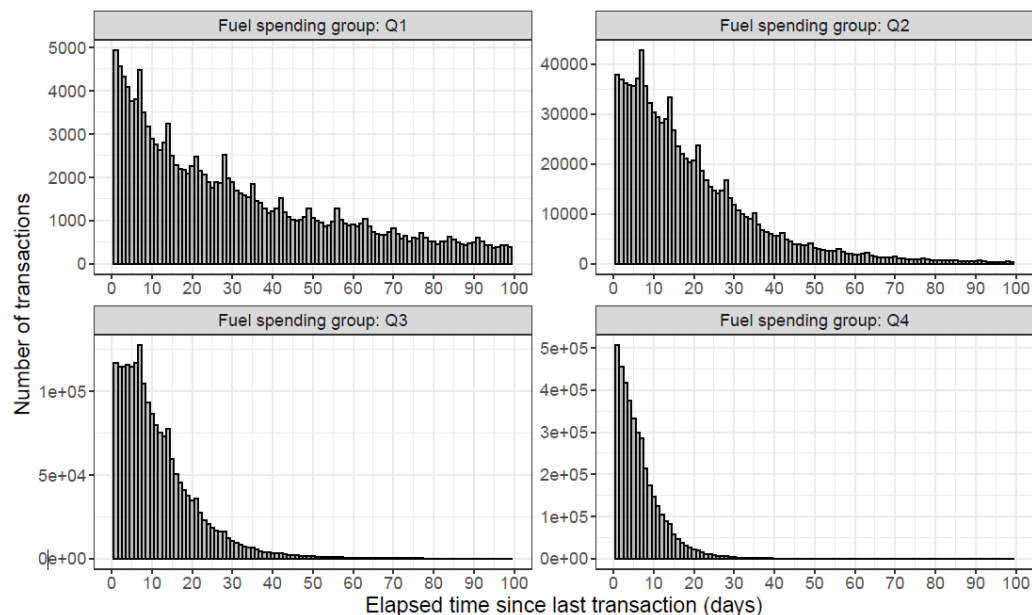 Fuel spending group: Q1
Fuel spending group: Q2
5000
4000
3000
2000
1000
0
40000
30000
20000
10000
0
0 10 20 30 40 50 60 70 80 90 100
0 10 20 30 40 50 60 70 80 90 100
Number of transactions
Fuel spending group: Q3
Fuel spending group: Q4
1e+05
5e+04
0e+00
5e+05
4e+05
3e+05
2e+05
1e+05
0e+00
0 10 20 30 40 50 60 70 80 90 100
0 10 20 30 40 50 60 70 80 90 100
Elapsed time since last transaction (days)